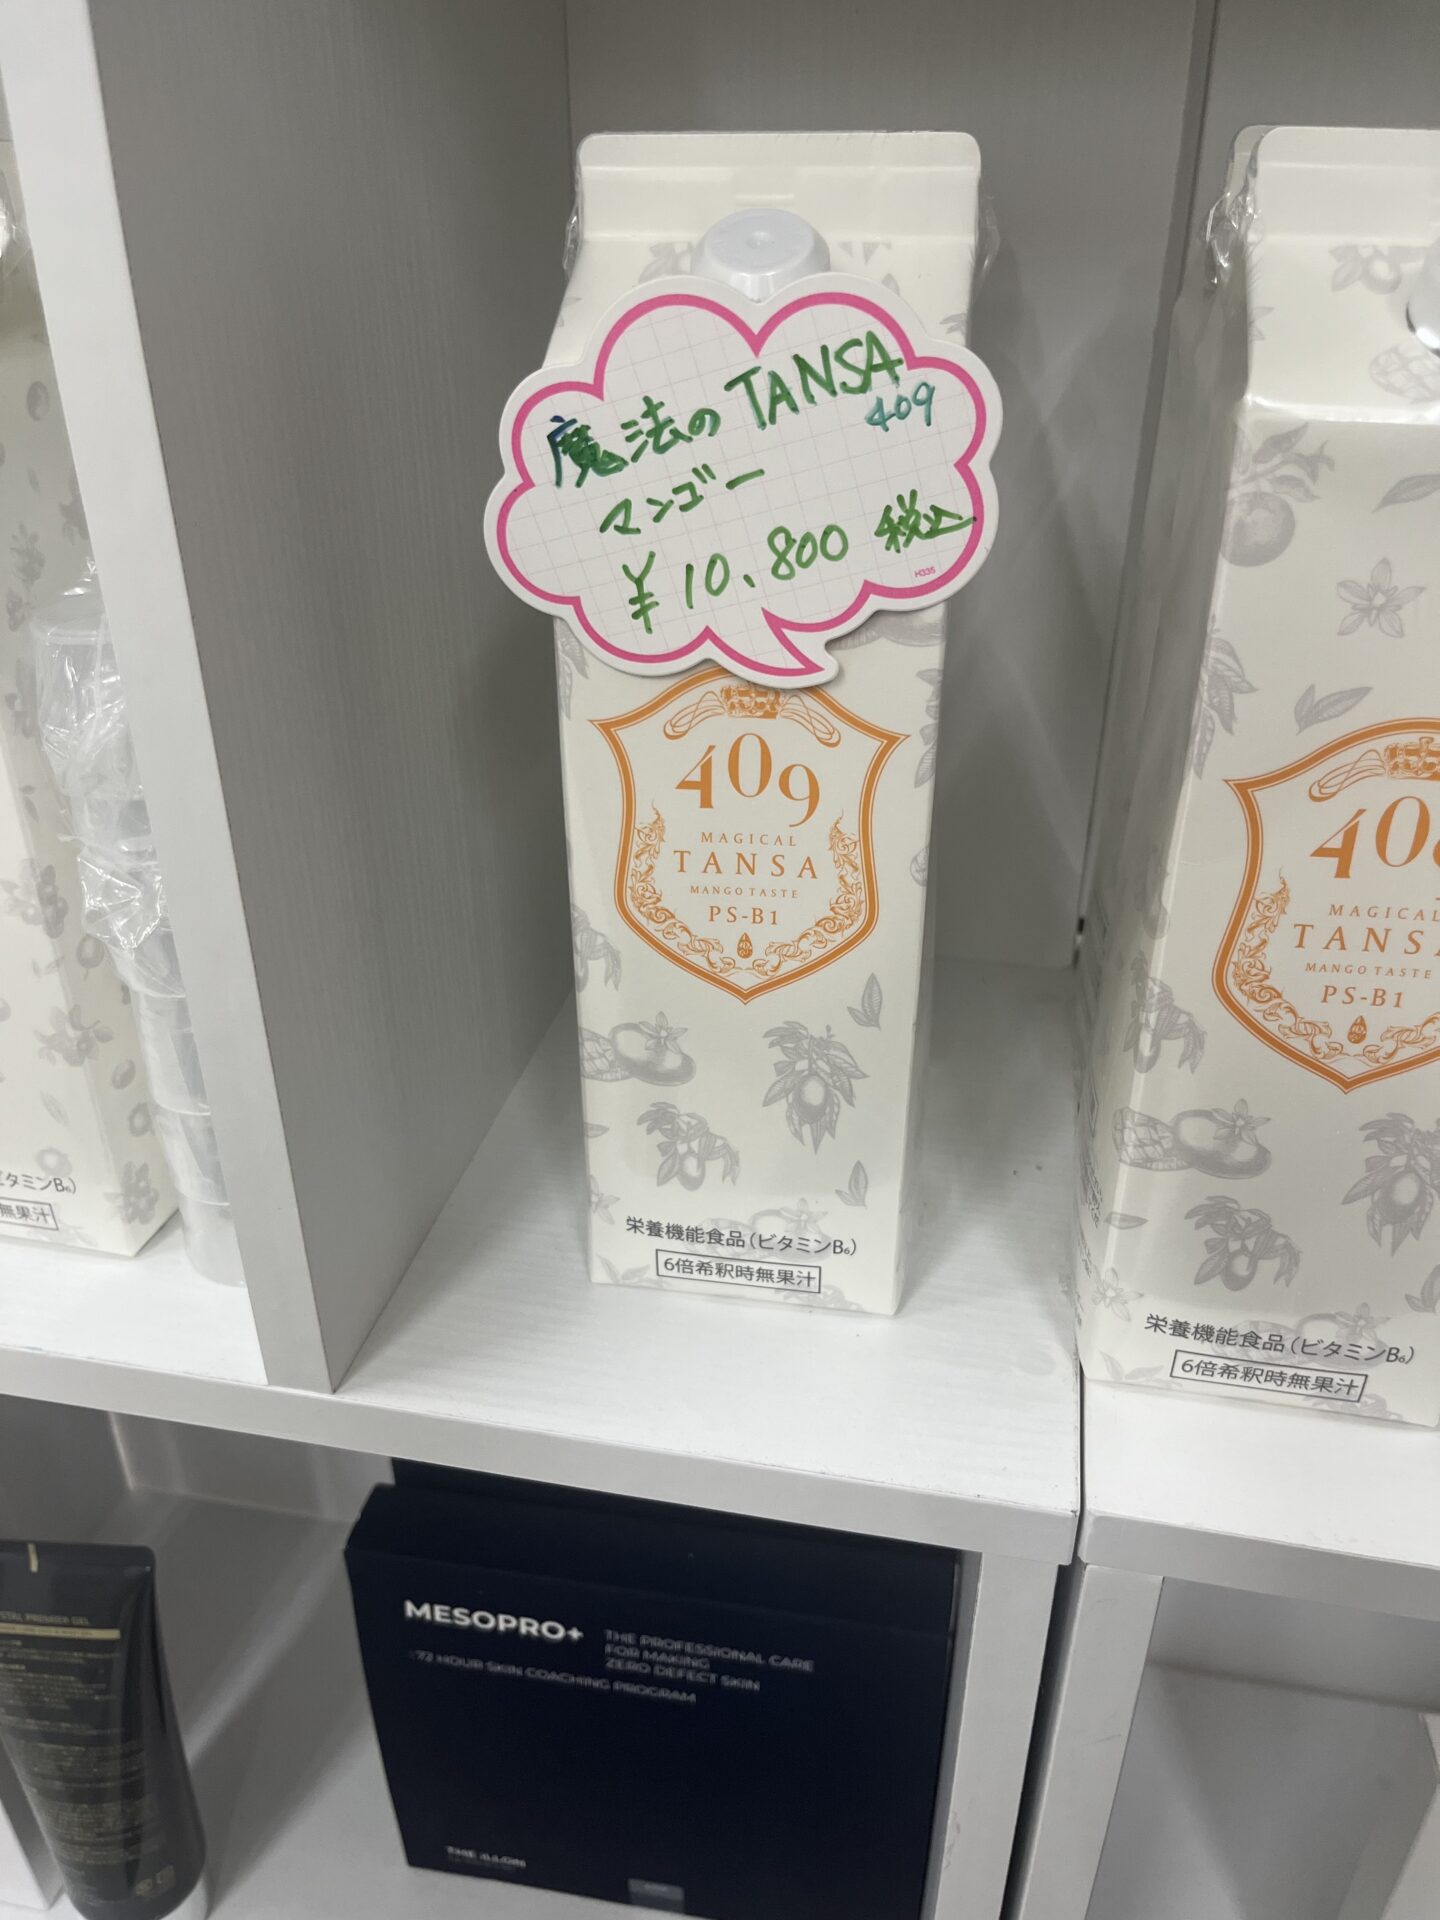 魔法のTANSA
409
マンゴー
¥10,800 税込
H335
409
MAGICAL
TANSA
MANGO TASTE
PS-B1
栄養機能食品(ビタミンB₆)
6倍希釈時無果汁
MAGICAL
MANGO TASTE
PS-B1
栄養機能食品(ビタミンB₆)
6倍希釈時無果汁
タミンB₆)
無果汁
MESOPRO+
THE PROFESSIONAL CARE
FOR MAKING
ZERO DEFECT SKIN
72 HOUR SKIN COACHING PROGRAM
PREMIER GEL